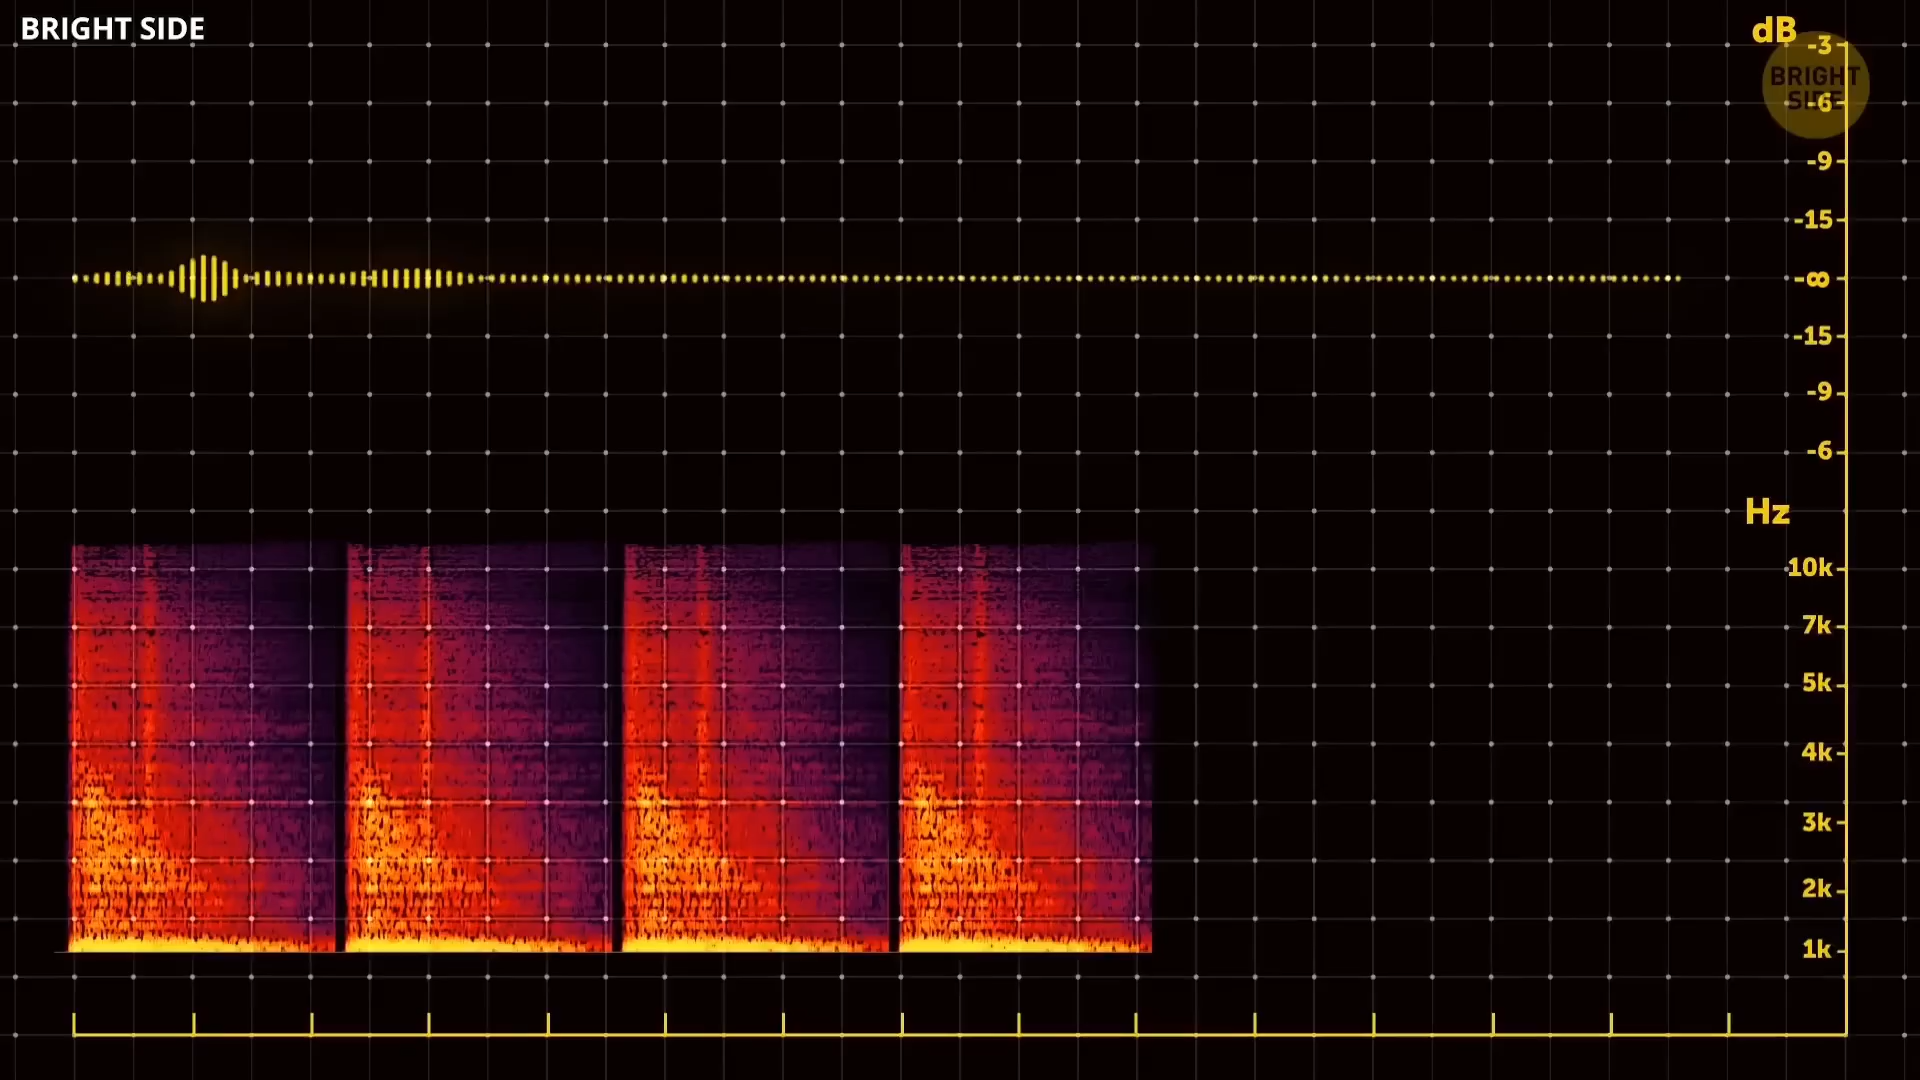 BRIGHT SIDE
dB
-3
BRIGHT
SIDE
-6
-9
-15
-∞
-15
-9
-6
Hz
10k
7k
5k
4k
3k
2k
1k